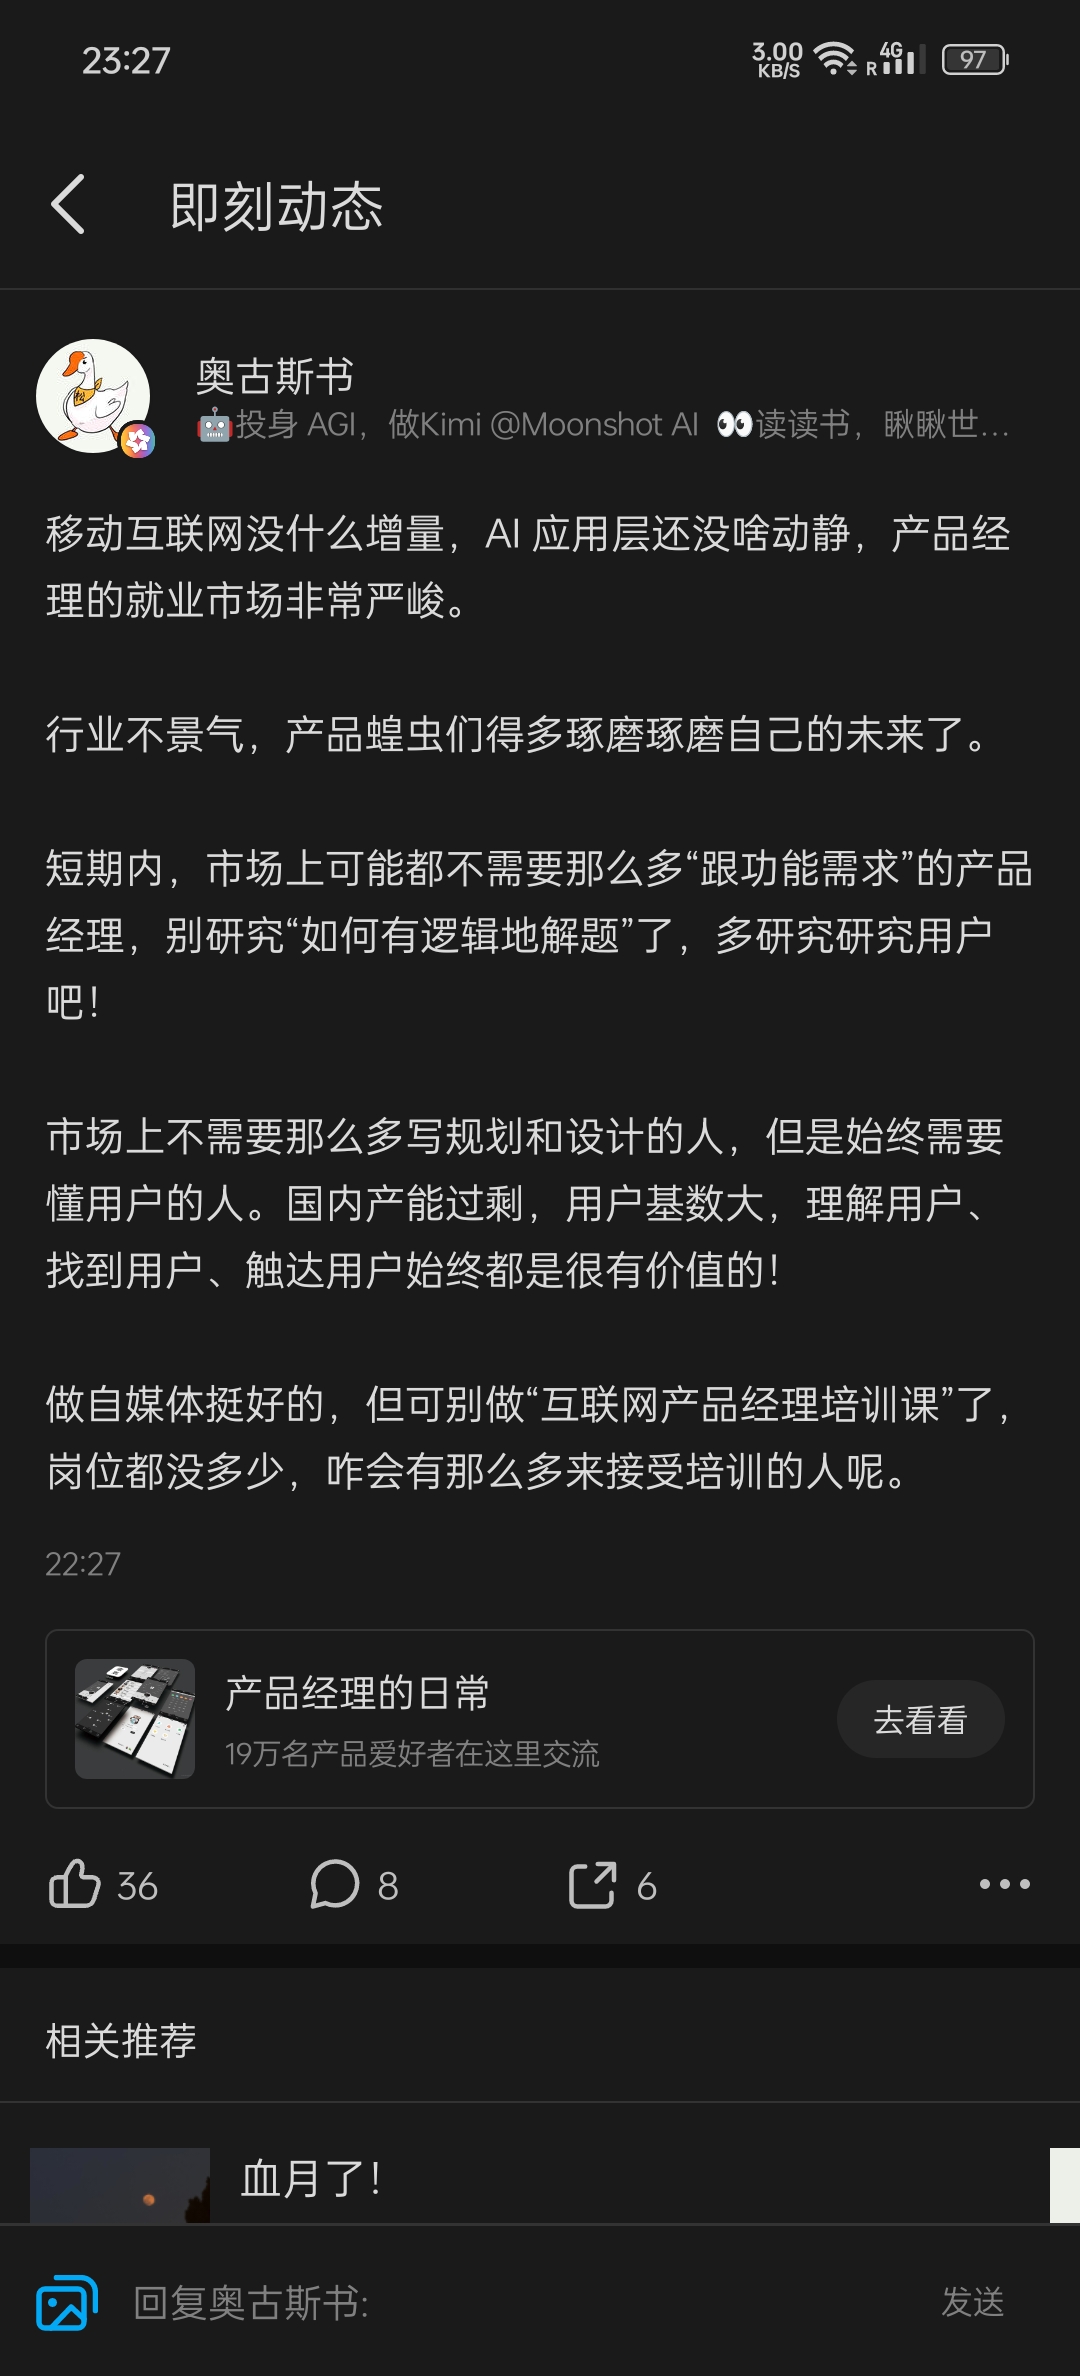 23:27
3.00
KB/S
4G
R
97
即刻动态
奥古斯书
🤖投身 AGI，做Kimi @Moonshot AI 👀读读书，瞅瞅世…
移动互联网没什么增量，AI 应用层还没啥动静，产品经
理的就业市场非常严峻。
行业不景气，产品蝗虫们得多琢磨琢磨自己的未来了。
短期内，市场上可能都不需要那么多“跟功能需求”的产品
经理，别研究“如何有逻辑地解题”了，多研究研究用户
吧！
市场上不需要那么多写规划和设计的人，但是始终需要
懂用户的人。国内产能过剩，用户基数大，理解用户、
找到用户、触达用户始终都是很有价值的！
做自媒体挺好的，但可别做“互联网产品经理培训课”了，
岗位都没多少，咋会有那么多来接受培训的人呢。
22:27
产品经理的日常
19万名产品爱好者在这里交流
去看看
36
8
6
相关推荐
血月了！
回复奥古斯书:
发送